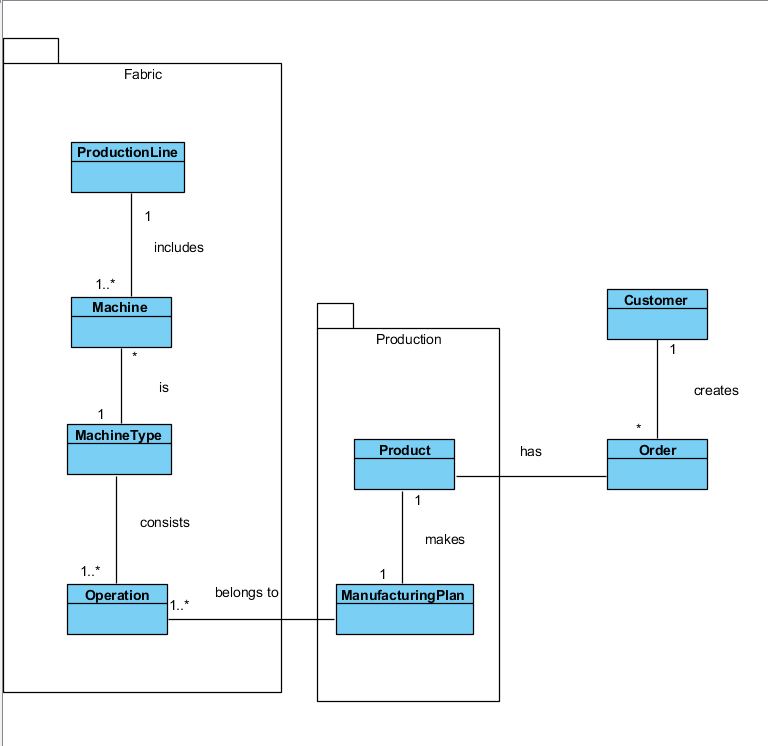 Fabric
ProductionLine
1
includes
1..*
Machine
*
is
1
MachineType
consists
1..*
Operation
1..*
belongs to
Production
Product
has
1
makes
1
ManufacturingPlan
Customer
1
creates
*
Order